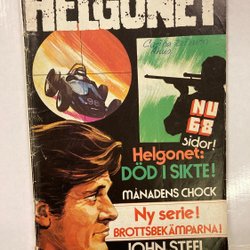 HELGONET
NU
68
sidor!
Helgonet:
DÖD I SIKTE!
MÅNADENS CHOCK
Ny serie!
BROTTSBEKÄMPARNA!
JOHN STEEL